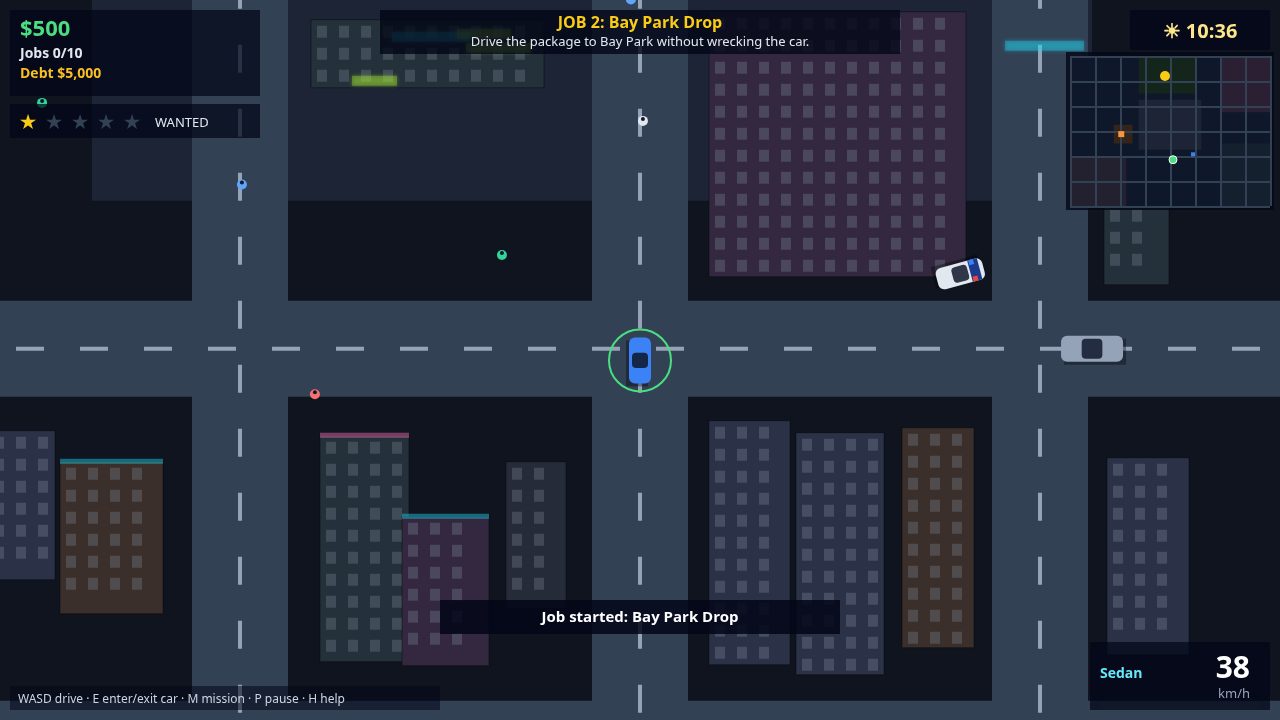 $500
Jobs 0/10
Debt $5,000
WANTED
JOB 2: Bay Park Drop
Drive the package to Bay Park without wrecking the car.
☀ 10:36
Job started: Bay Park Drop
WASD drive · E enter/exit car · M mission · P pause · H help
Sedan
38
km/h